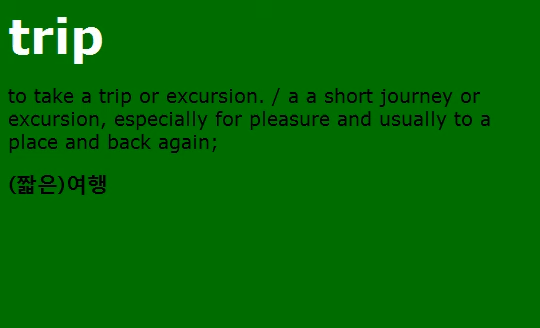 trip
to take a trip or excursion. / a a short journey or
excursion, especially for pleasure and usually to a
place and back again;
(짧은)여행